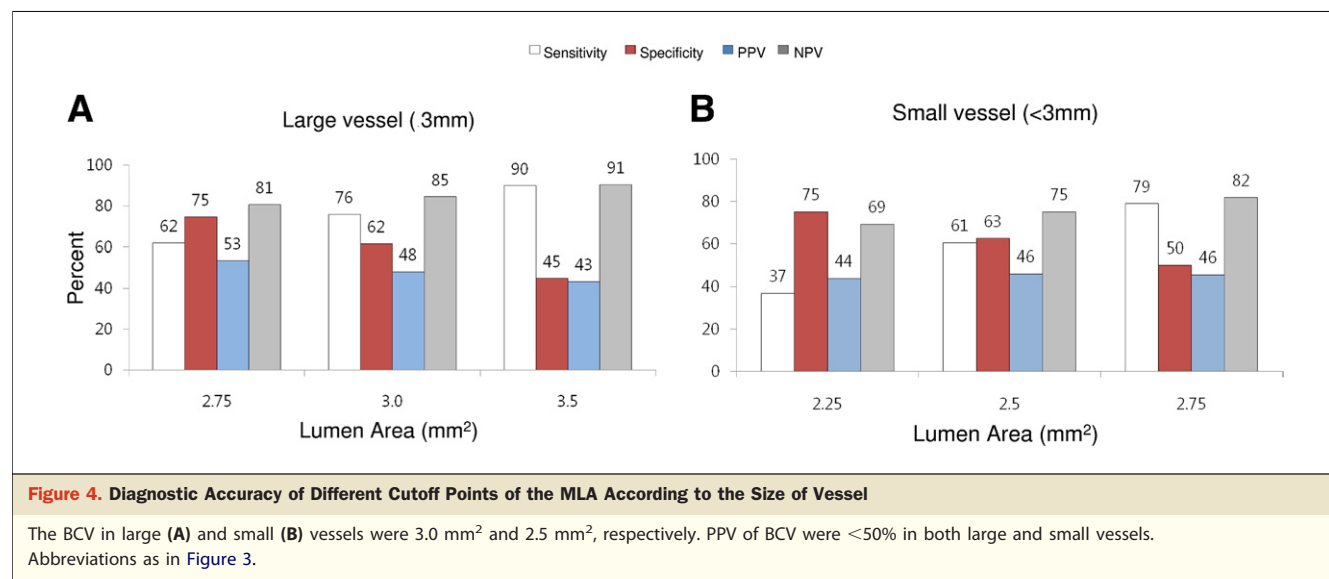 Sensitivity Specificity PPV NPV
A
Large vessel (.3mm)
Percent
100
80
60
40
20
0
62 75 53 81
76 62 48 85
90 45 43 91
2.75 3.0 3.5
Lumen Area (mm²)
B
Small vessel (<3mm)
100
80
60
40
20
0
37 75 44 69
61 63 46 75
79 50 46 82
2.25 2.5 2.75
Lumen Area (mm²)
Figure 4. Diagnostic Accuracy of Different Cutoff Points of the MLA According to the Size of Vessel
The BCV in large (A) and small (B) vessels were 3.0 mm² and 2.5 mm², respectively. PPV of BCV were <50% in both large and small vessels.
Abbreviations as in Figure 3.